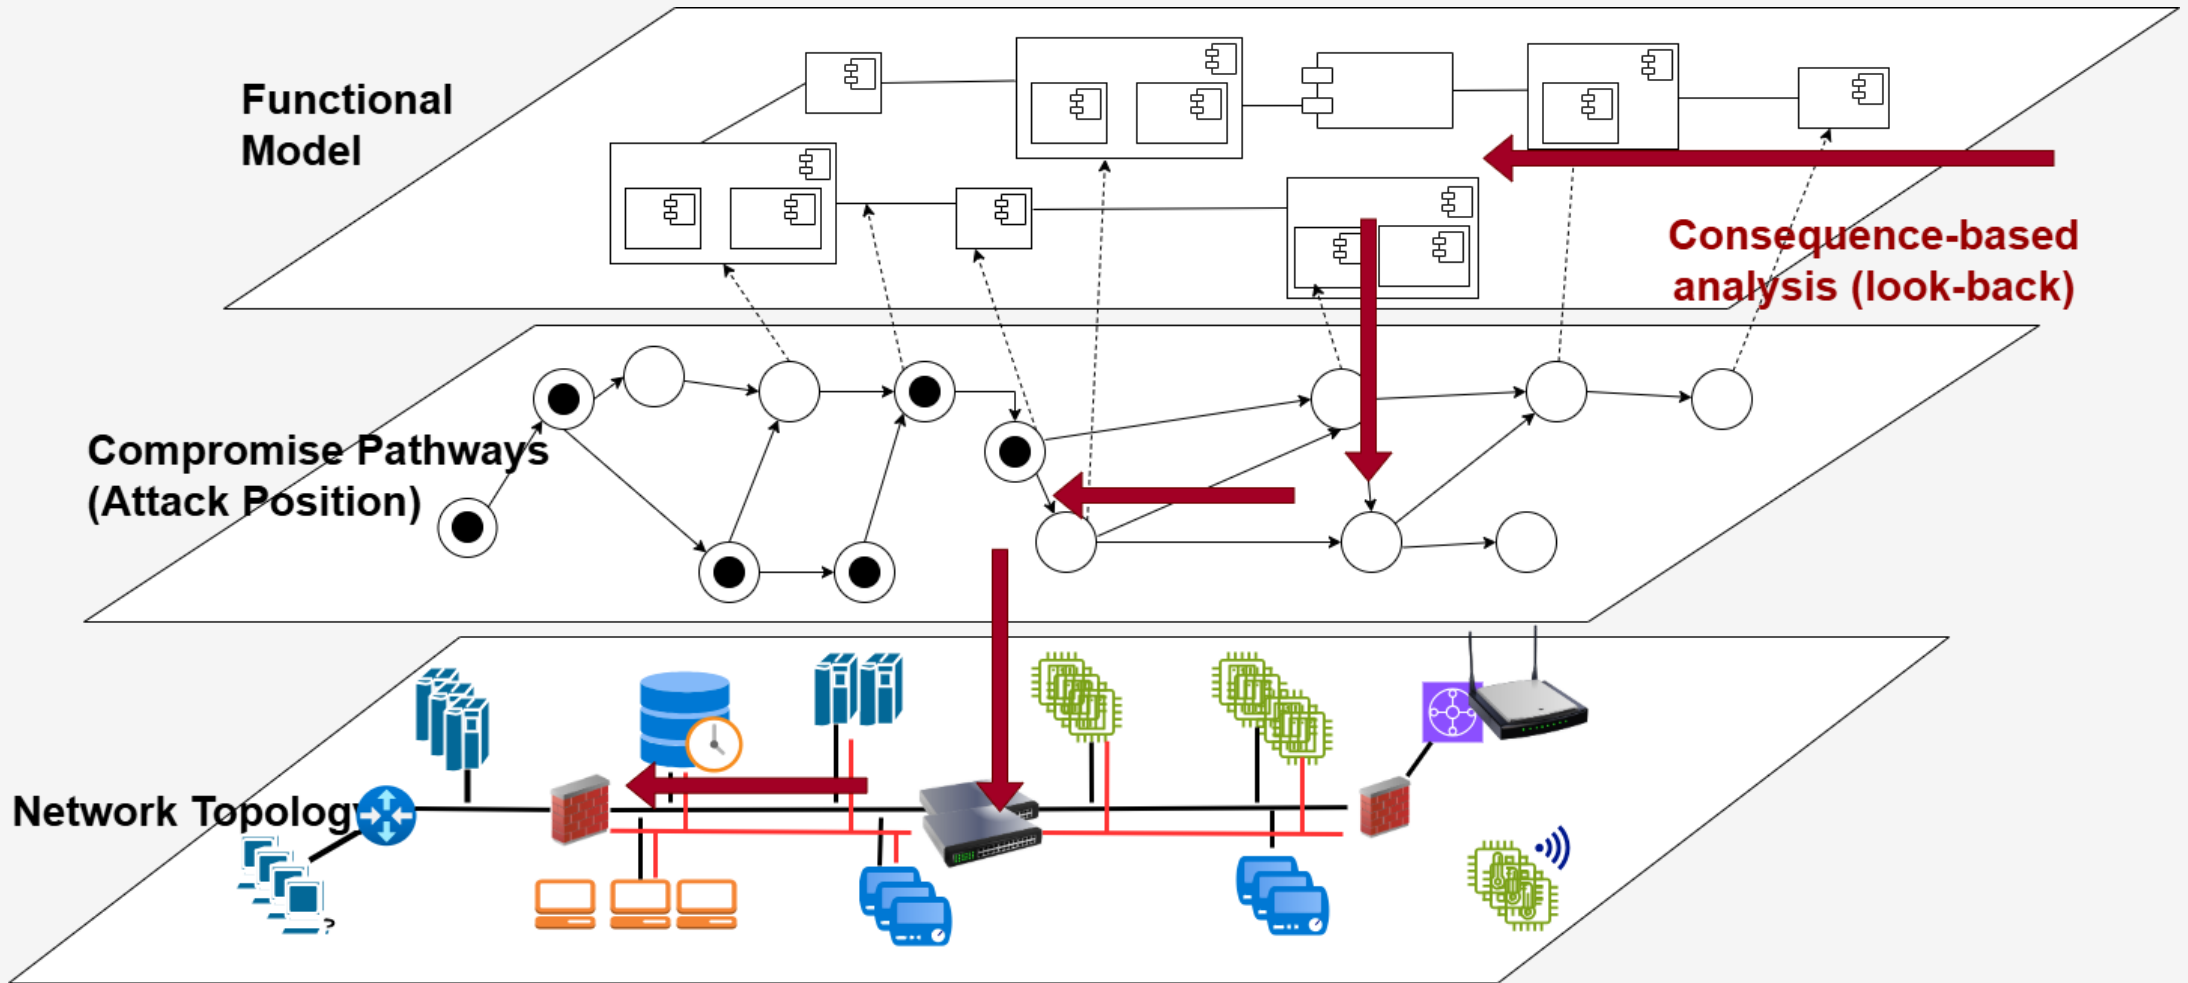 Functional
Model
Consequence-based
analysis (look-back)
Compromise Pathways
(Attack Position)
Network Topology
?